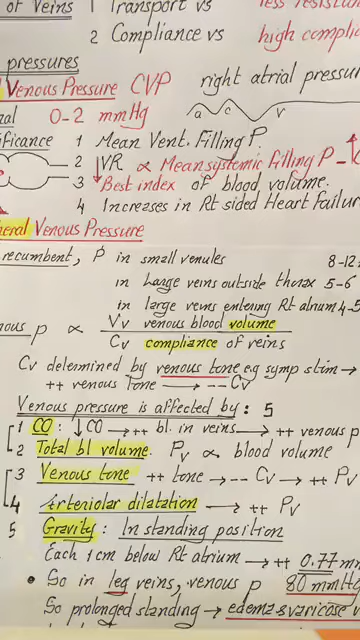 of Veins 1 Transport vs less resistan
2 Compliance vs high complia
pressures
Venous Pressure CVP right atrial pressur
al 0-2 mmHg a c v
ificance 1 Mean Vent. Filling P
2 ↓VR ∝ Mean systemic filling P -
3 Best index of blood volume.
4 Increases in Rt sided Heart Failur
heral Venous Pressure
recumbent, P in small venules 8-12
in Large veins outside thorax 5-6
in large veins entering Rt atrium 4-5
nous P ∝ Vv venous blood volume
Cv compliance of veins
Cv determined by venous tone eg symp stim →
++ venous Tone → -- Cv
Venous pressure is affected by: 5
1 CO: ↓CO → ++ bl. in veins → ++ venous p
2 Total bl volume. Pv ∝ blood volume
3 Venous tone ++ tone → -- Cv → ++ Pv
4 Arteriolar dilatation → ++ Pv
5 Gravity: In standing position
Each 1cm below Rt atrium → ++ 0.77 m
• So in leg veins, venous p 80 mmHg
So prolonged standing → edema & varicose v